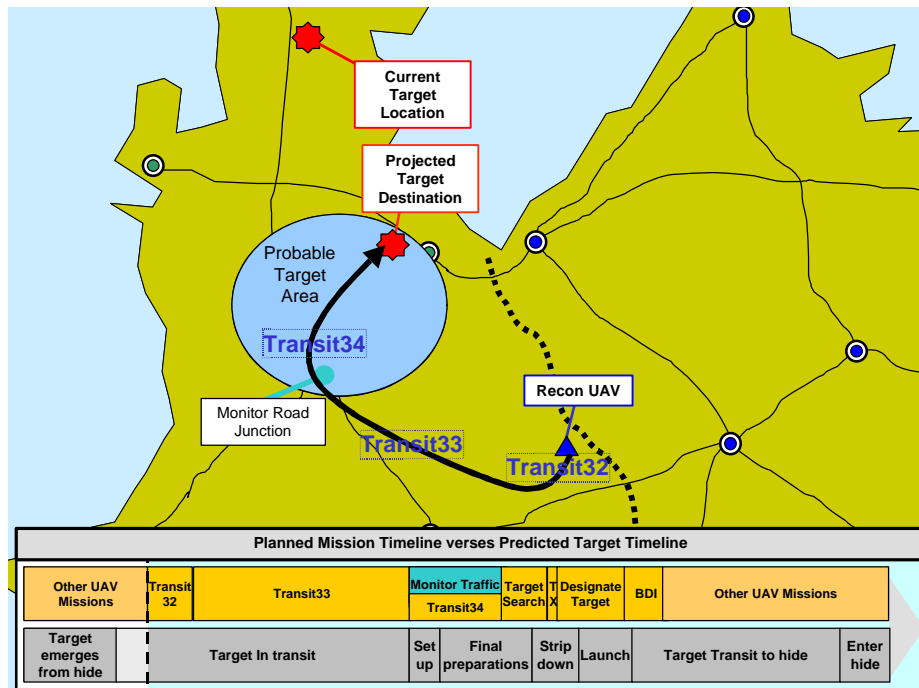 Current
Target
Location
Projected
Target
Destination
Probable
Target
Area
Transit34
Monitor Road
Junction
Transit33
Recon UAV
Transit32
Planned Mission Timeline verses Predicted Target Timeline
Other UAV
Missions
Transit
32
Transit33
Monitor Traffic
Transit34
Target
Search
T
X
Designate
Target
BDI
Other UAV Missions
Target
emerges
from hide
Target In transit
Set
up
Final
preparations
Strip
down
Launch
Target Transit to hide
Enter
hide